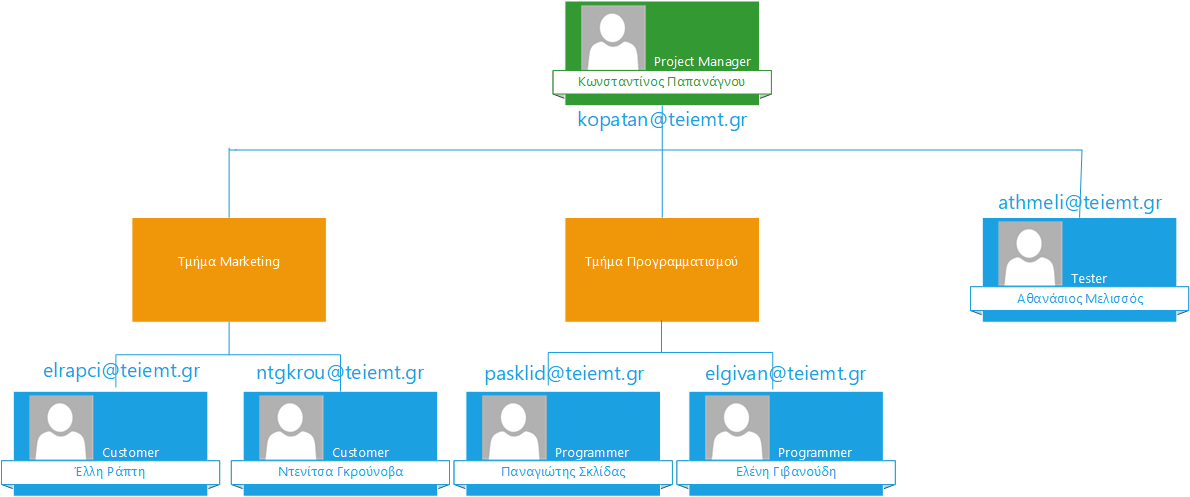 Project Manager
Κωνσταντίνος Παπανάγνου
kopatan@teiemt.gr
athmeli@teiemt.gr
Τμήμα Marketing
Τμήμα Προγραμματισμού
Tester
Αθανάσιος Μελισσός
elrapci@teiemt.gr
ntgkrou@teiemt.gr
pasklid@teiemt.gr
elgivan@teiemt.gr
Customer
Customer
Programmer
Programmer
Έλλη Ράπτη
Ντενίτσα Γκρούνοβα
Παναγιώτης Σκλίδας
Ελένη Γιβανούδη